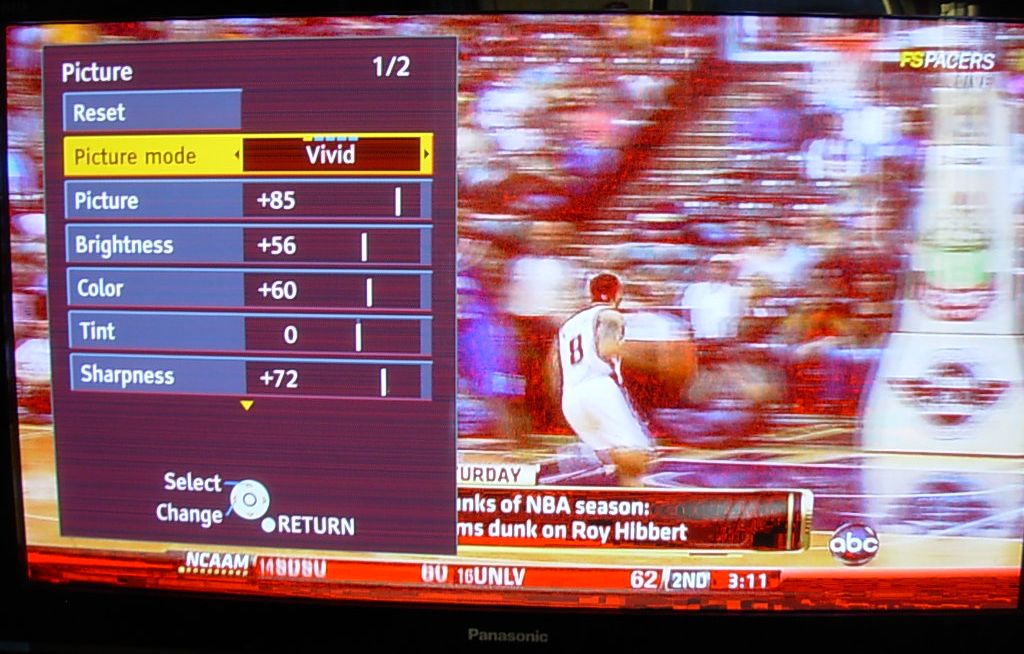 Picture 1/2
Reset
Picture mode Vivid
Picture +85
Brightness +56
Color +60
Tint 0
Sharpness +72
Select
Change
RETURN
FSPACERS
8
URDAY
unks of NBA season:
ms dunk on Roy Hibbert
abc
NCAAM 14SDSU 60 16UNLV 62 2ND 3:11
Panasonic